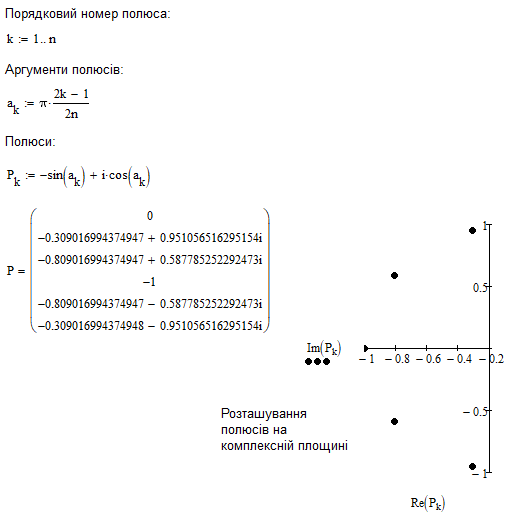 Порядковий номер полюса:
k := 1.. n
Аргументи полюсів:
a_k := π· (2k − 1)/(2n)
Полюси:
P_k := −sin(a_k) + i·cos(a_k)
P =
0
−0.309016994374947 + 0.951056516295154i
−0.809016994374947 + 0.587785252292473i
−1
−0.809016994374947 − 0.587785252292473i
−0.309016994374948 − 0.951056516295154i
1
0.5
Im(P_k)
− 1 − 0.8 − 0.6 − 0.4 − 0.2
− 0.5
− 1
Розташування
полюсів на
комплексній площині
Re(P_k)